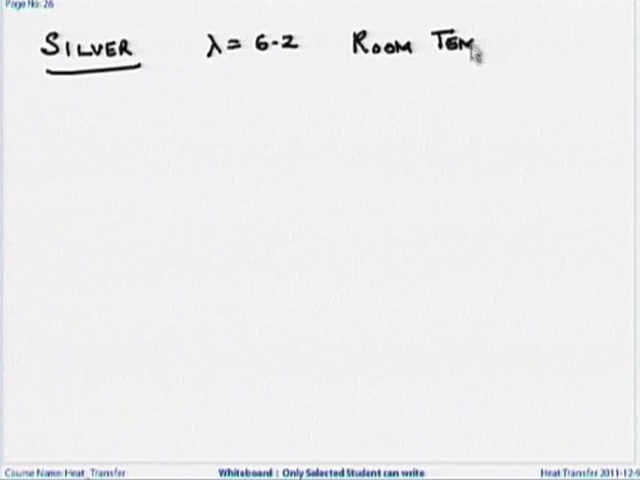 Page No: 26
SILVER λ = 6.2 ROOM TEM
Course Name: Heat_Transfer Whiteboard : Only Selected Student can write Heat Transfer 2011-12-9